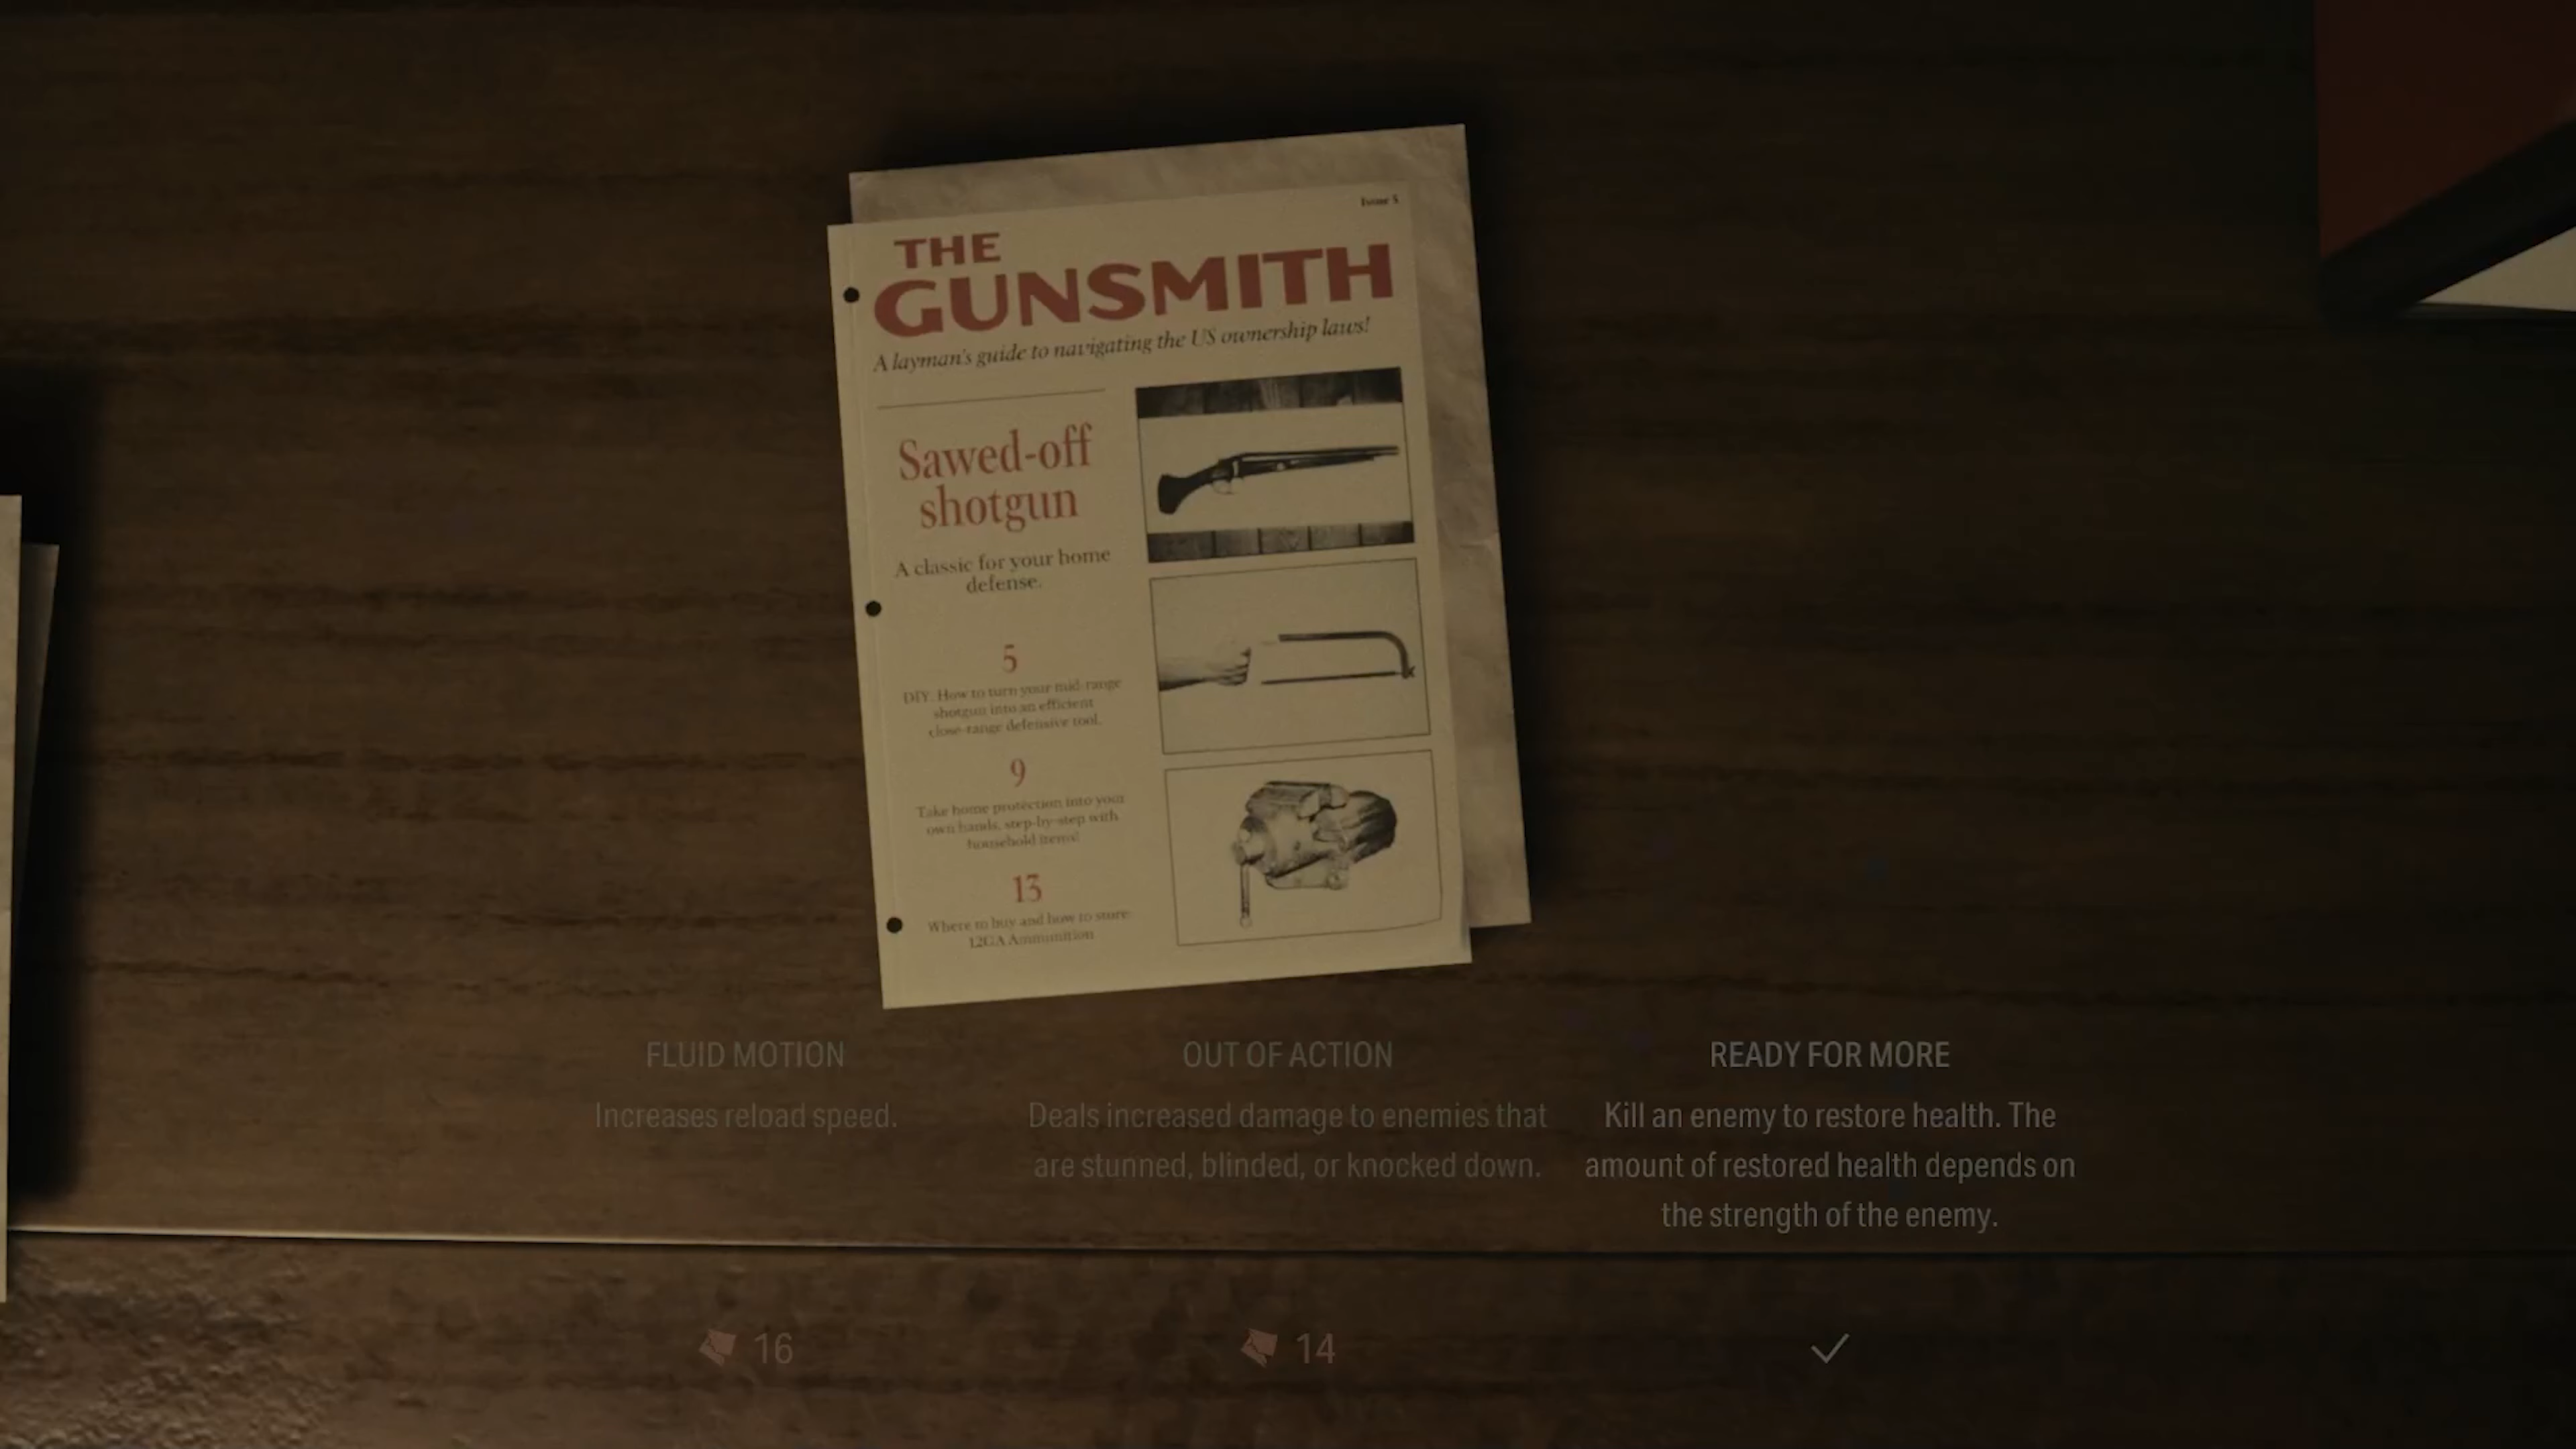 Issue 5
THE
GUNSMITH
A layman's guide to navigating the US ownership laws!
Sawed-off
shotgun
A classic for your home
defense.
5
DIY. How to turn your mid-range
shotgun into an efficient
close-range defensive tool.
9
Take home protection into your
own hands, step-by-step with
household items!
13
Where to buy and how to store
12GA Ammunition
FLUID MOTION
Increases reload speed.
16
OUT OF ACTION
Deals increased damage to enemies that
are stunned, blinded, or knocked down.
14
READY FOR MORE
Kill an enemy to restore health. The
amount of restored health depends on
the strength of the enemy.